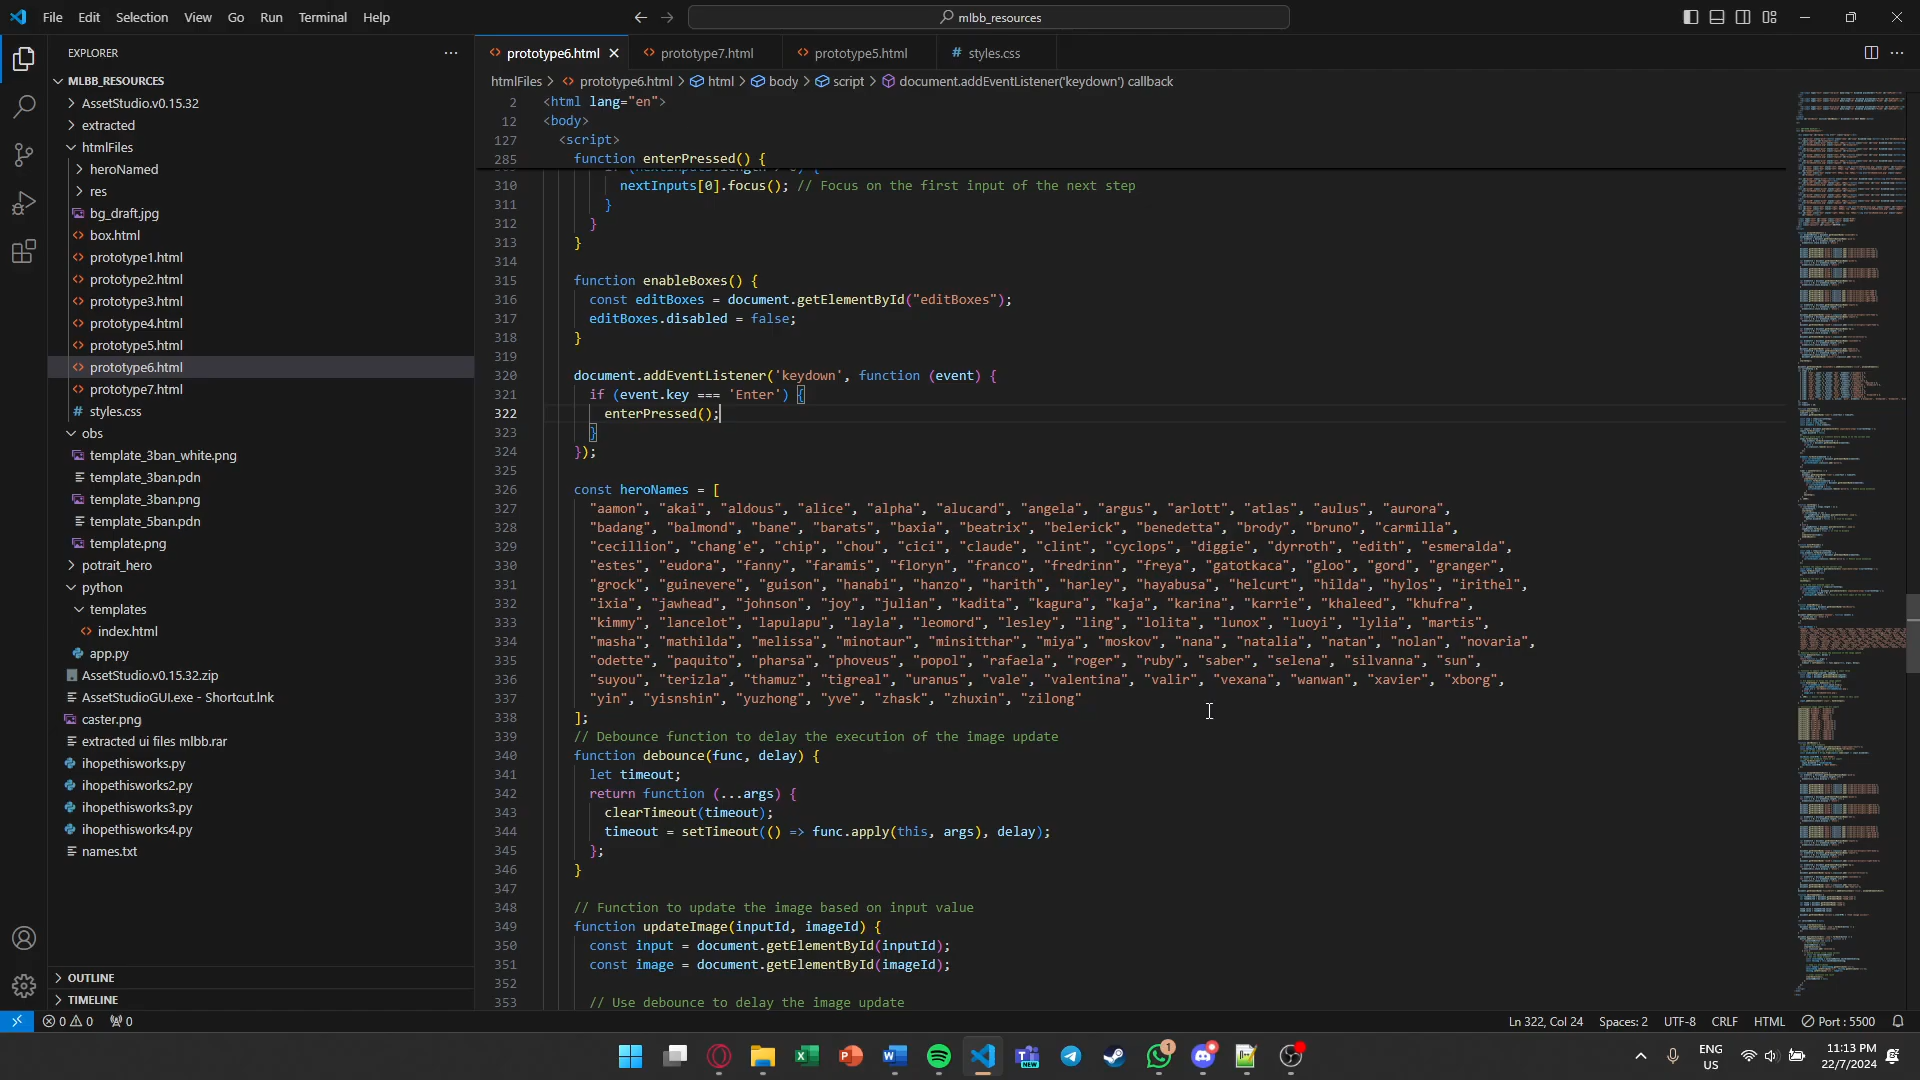 File Edit Selection View Go Run Terminal Help
mlbb_resources
EXPLORER
MLBB_RESOURCES
AssetStudio.v0.15.32
extracted
htmlFiles
heroNamed
res
bg_draft.jpg
box.html
prototype1.html
prototype2.html
prototype3.html
prototype4.html
prototype5.html
prototype6.html
prototype7.html
# styles.css
obs
template_3ban_white.png
template_3ban.pdn
template_3ban.png
template_5ban.pdn
template.png
potrait_hero
python
templates
index.html
app.py
AssetStudio.v0.15.32.zip
AssetStudioGUI.exe - Shortcut.lnk
caster.png
extracted ui files mlbb.rar
ihopethisworks.py
ihopethisworks2.py
ihopethisworks3.py
ihopethisworks4.py
names.txt
OUTLINE
TIMELINE
prototype6.html prototype7.html prototype5.html # styles.css
htmlFiles > prototype6.html > html > body > script > document.addEventListener('keydown') callback
2 <html lang="en">
12 <body>
127 <script>
285 function enterPressed() {
310 nextInputs[0].focus(); // Focus on the first input of the next step
311 }
312 }
313 }
314
315 function enableBoxes() {
316 const editBoxes = document.getElementById("editBoxes");
317 editBoxes.disabled = false;
318 }
319
320 document.addEventListener('keydown', function (event) {
321 if (event.key === 'Enter') {
322 enterPressed();
323 }
324 });
325
326 const heroNames = [
327 "aamon", "akai", "aldous", "alice", "alpha", "alucard", "angela", "argus", "arlott", "atlas", "aulus", "aurora",
328 "badang", "balmond", "bane", "barats", "baxia", "beatrix", "belerick", "benedetta", "brody", "bruno", "carmilla",
329 "cecillion", "chang'e", "chip", "chou", "cici", "claude", "clint", "cyclops", "diggie", "dyrroth", "edith", "esmeralda",
330 "estes", "eudora", "fanny", "faramis", "floryn", "franco", "fredrinn", "freya", "gatotkaca", "gloo", "gord", "granger",
331 "grock", "guinevere", "guison", "hanabi", "hanzo", "harith", "harley", "hayabusa", "helcurt", "hilda", "hylos", "irithel",
332 "ixia", "jawhead", "johnson", "joy", "julian", "kadita", "kagura", "kaja", "karina", "karrie", "khaleed", "khufra",
333 "kimmy", "lancelot", "lapulapu", "layla", "leomord", "lesley", "ling", "lolita", "lunox", "luoyi", "lylia", "martis",
334 "masha", "mathilda", "melissa", "minotaur", "minsitthar", "miya", "moskov", "nana", "natalia", "natan", "nolan", "novaria",
335 "odette", "paquito", "pharsa", "phoveus", "popol", "rafaela", "roger", "ruby", "saber", "selena", "silvanna", "sun",
336 "suyou", "terizla", "thamuz", "tigreal", "uranus", "vale", "valentina", "valir", "vexana", "wanwan", "xavier", "xborg",
337 "yin", "yisnshin", "yuzhong", "yve", "zhask", "zhuxin", "zilong"
338 ];
339 // Debounce function to delay the execution of the image update
340 function debounce(func, delay) {
341 let timeout;
342 return function (...args) {
343 clearTimeout(timeout);
344 timeout = setTimeout(() => func.apply(this, args), delay);
345 };
346 }
347
348 // Function to update the image based on input value
349 function updateImage(inputId, imageId) {
350 const input = document.getElementById(inputId);
351 const image = document.getElementById(imageId);
352
353 // Use debounce to delay the image update
0 0 0
Ln 322, Col 24 Spaces: 2 UTF-8 CRLF HTML Port : 5500
ENG
US
11:13 PM
22/7/2024
NEW
1